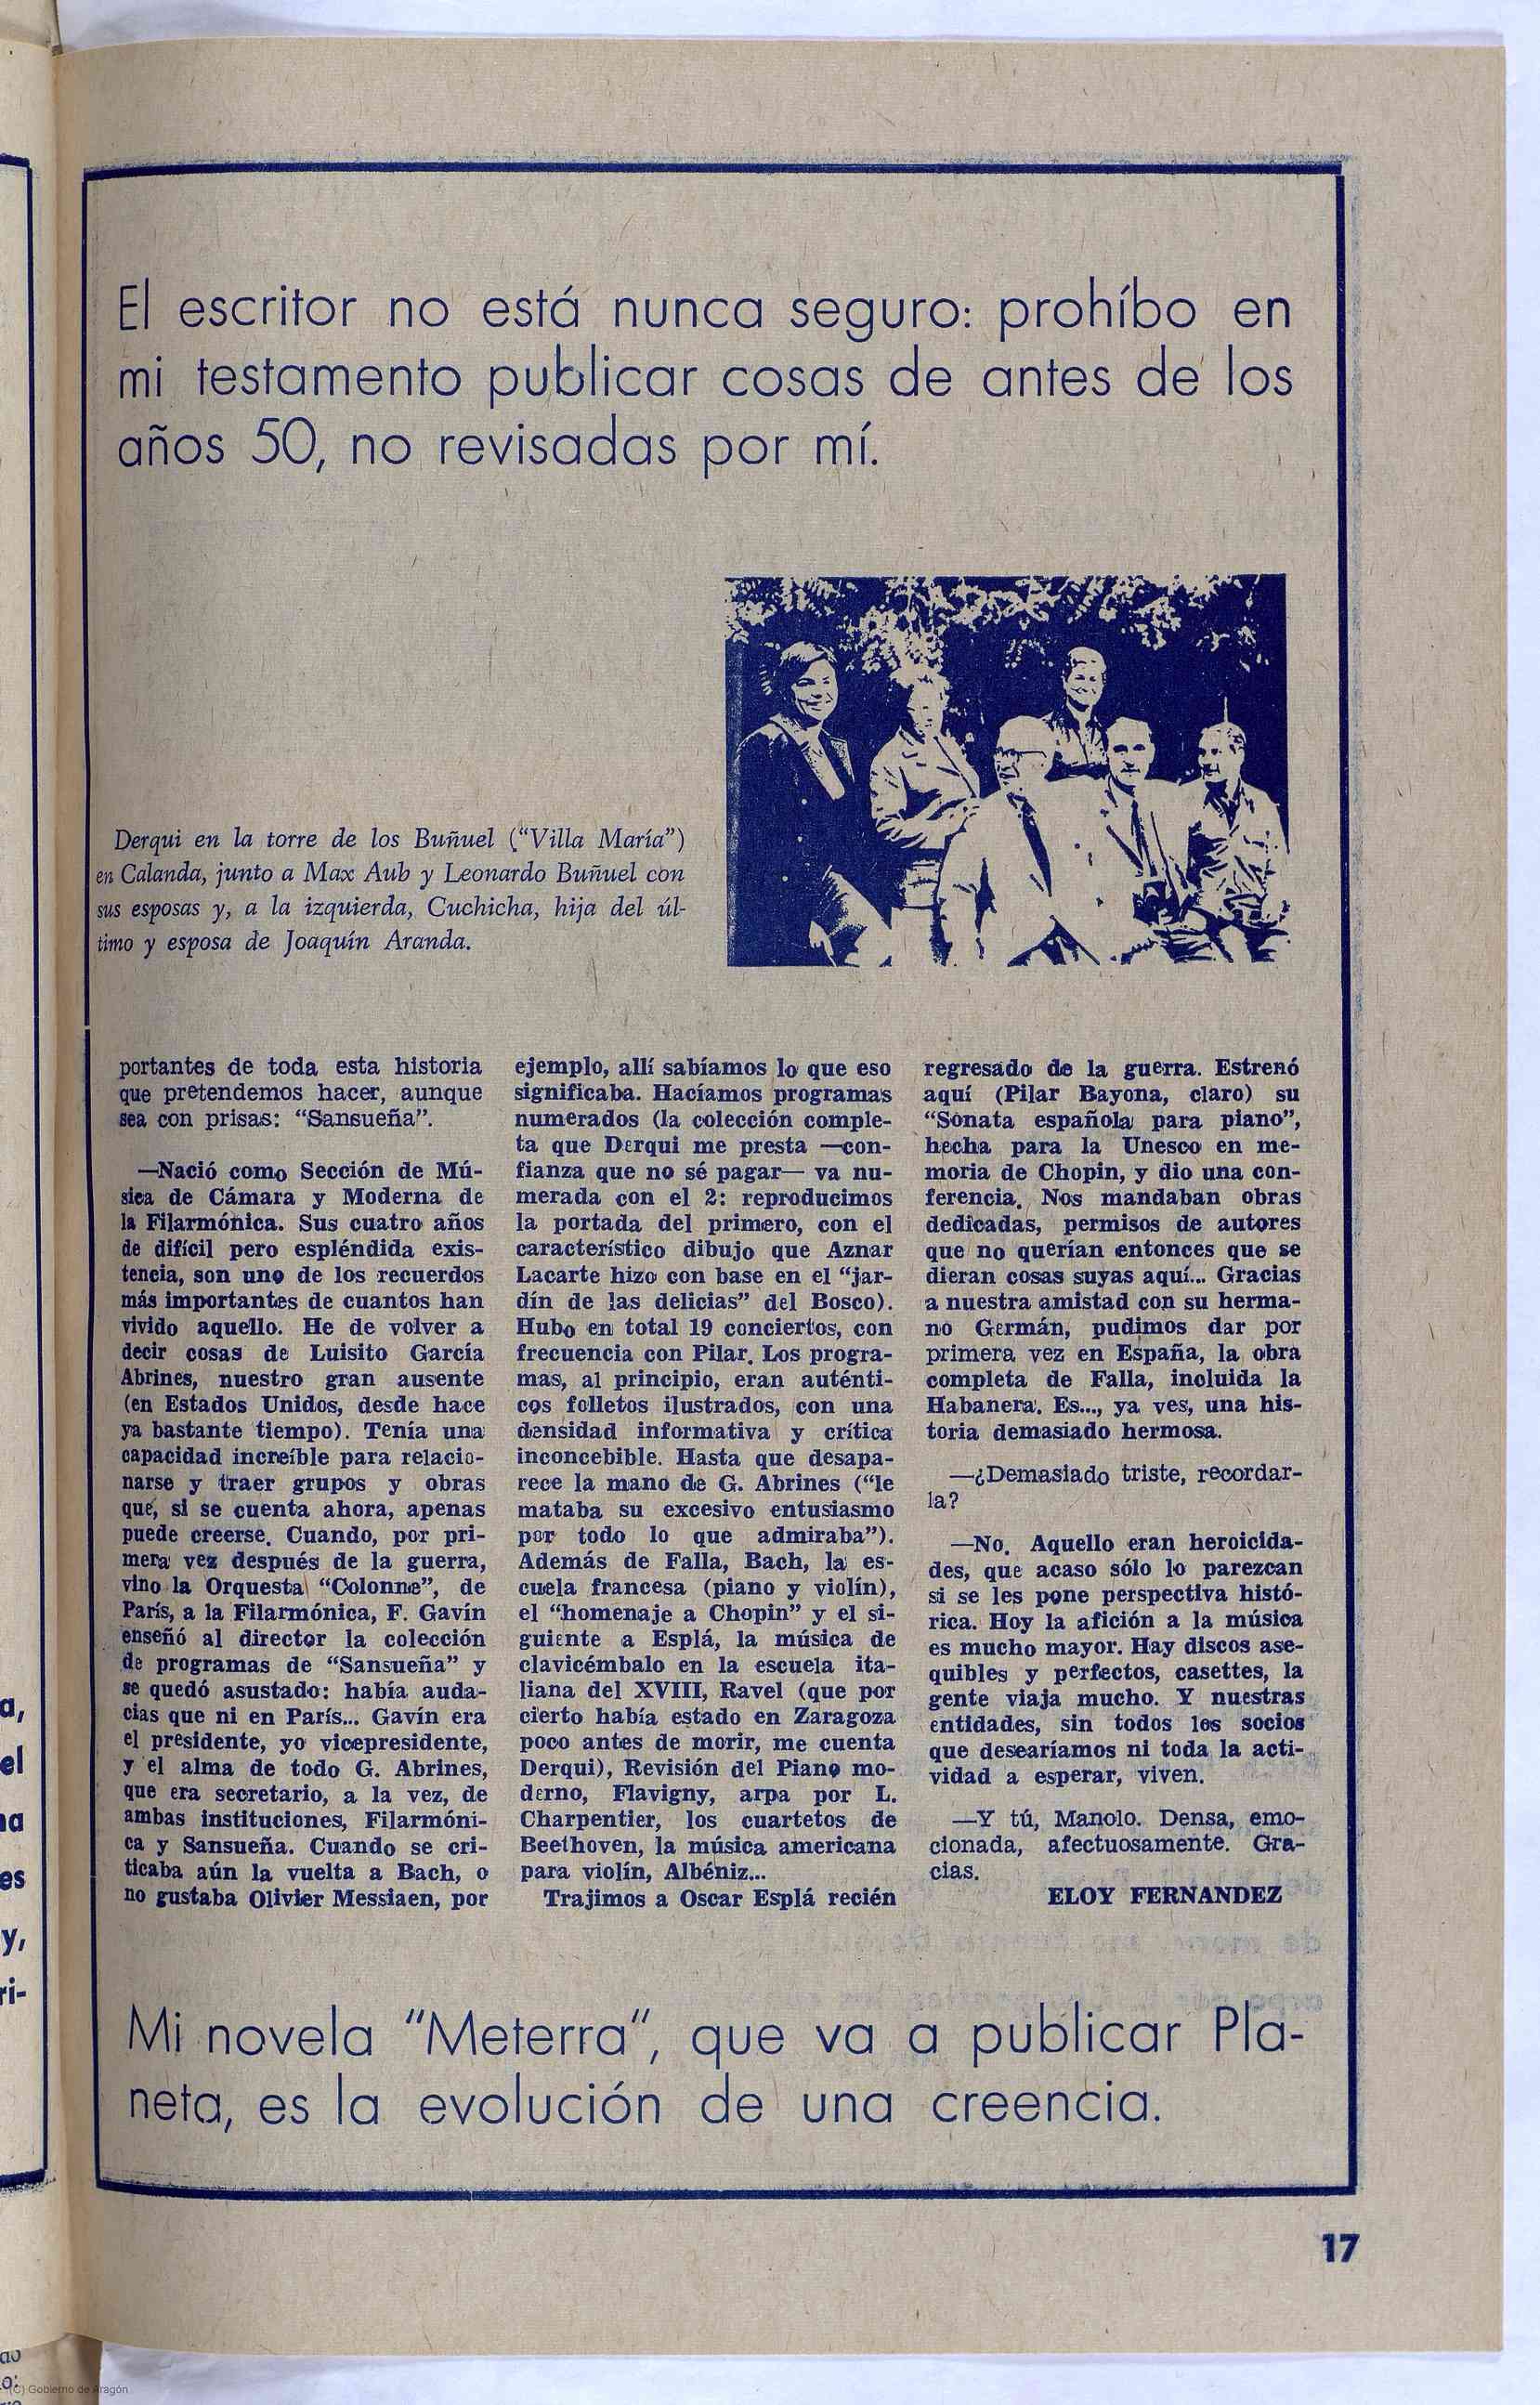 El escritor no está nunca seguro: prohíbo en
mi testamento publicar cosas de antes de los
años 50, no revisadas por mí.
Derqui en la torre de los Buñuel (“Villa María”)
en Calanda, junto a Max Aub y Leonardo Buñuel con
sus esposas y, a la izquierda, Cuchicha, hija del úl-
timo y esposa de Joaquín Aranda.
portantes de toda esta historia
que pretendemos hacer, aunque
sea con prisas: “Sansueña”.
—Nació como Sección de Mú-
sica de Cámara y Moderna de
la Filarmónica. Sus cuatro años
de difícil pero espléndida exis-
tencia, son uno de los recuerdos
más importantes de cuantos han
vivido aquello. He de volver a
decir cosas de Luisito García
Abrines, nuestro gran ausente
(en Estados Unidos, desde hace
ya bastante tiempo). Tenía una
capacidad increíble para relacio-
narse y traer grupos y obras
que, si se cuenta ahora, apenas
puede creerse. Cuando, por pri-
mera vez después de la guerra,
vino la Orquesta “Colonne”, de
París, a la Filarmónica, F. Gavín
enseñó al director la colección
de programas de “Sansueña” y
se quedó asustado: había auda-
cias que ni en París... Gavín era
el presidente, yo vicepresidente,
y el alma de todo G. Abrines,
que era secretario, a la vez, de
ambas instituciones, Filarmóni-
ca y Sansueña. Cuando se cri-
ticaba aún la vuelta a Bach, o
no gustaba Olivier Messiaen, por
ejemplo, allí sabíamos lo que eso
significaba. Hacíamos programas
numerados (la colección comple-
ta que Derqui me presta —con-
fianza que no sé pagar— va nu-
merada con el 2: reproducimos
la portada del primero, con el
característico dibujo que Aznar
Lacarte hizo con base en el “jar-
dín de las delicias” del Bosco).
Hubo en total 19 conciertos, con
frecuencia con Pilar. Los progra-
mas, al principio, eran auténti-
cos folletos ilustrados, con una
densidad informativa y crítica
inconcebible. Hasta que desapa-
rece la mano de G. Abrines (“le
mataba su excesivo entusiasmo
por todo lo que admiraba”).
Además de Falla, Bach, la es-
cuela francesa (piano y violín),
el “homenaje a Chopin” y el si-
guiente a Esplá, la música de
clavicémbalo en la escuela ita-
liana del XVIII, Ravel (que por
cierto había estado en Zaragoza
poco antes de morir, me cuenta
Derqui), Revisión del Piano mo-
derno, Flavigny, arpa por L.
Charpentier, los cuartetos de
Beethoven, la música americana
para violín, Albéniz...
Trajimos a Oscar Esplá recién
regresado de la guerra. Estrenó
aquí (Pilar Bayona, claro) su
“Sonata española para piano”,
hecha para la Unesco en me-
moria de Chopin, y dio una con-
ferencia. Nos mandaban obras
dedicadas, permisos de autores
que no querían entonces que se
dieran cosas suyas aquí... Gracias
a nuestra amistad con su herma-
no Germán, pudimos dar por
primera vez en España, la obra
completa de Falla, incluida la
Habanera. Es..., ya ves, una his-
toria demasiado hermosa.
—¿Demasiado triste, recordar-
la?
—No. Aquello eran heroicida-
des, que acaso sólo lo parezcan
si se les pone perspectiva histó-
rica. Hoy la afición a la música
es mucho mayor. Hay discos ase-
quibles y perfectos, casettes, la
gente viaja mucho. Y nuestras
entidades, sin todos los socios
que desearíamos ni toda la acti-
vidad a esperar, viven.
—Y tú, Manolo. Densa, emo-
cionada, afectuosamente. Gra-
cias.
ELOY FERNANDEZ
Mi novela “Meterra”, que va a publicar Pla-
neta, es la evolución de una creencia.
17
a,
el
na
es
y,
ri-
(C) Gobierno de Aragón